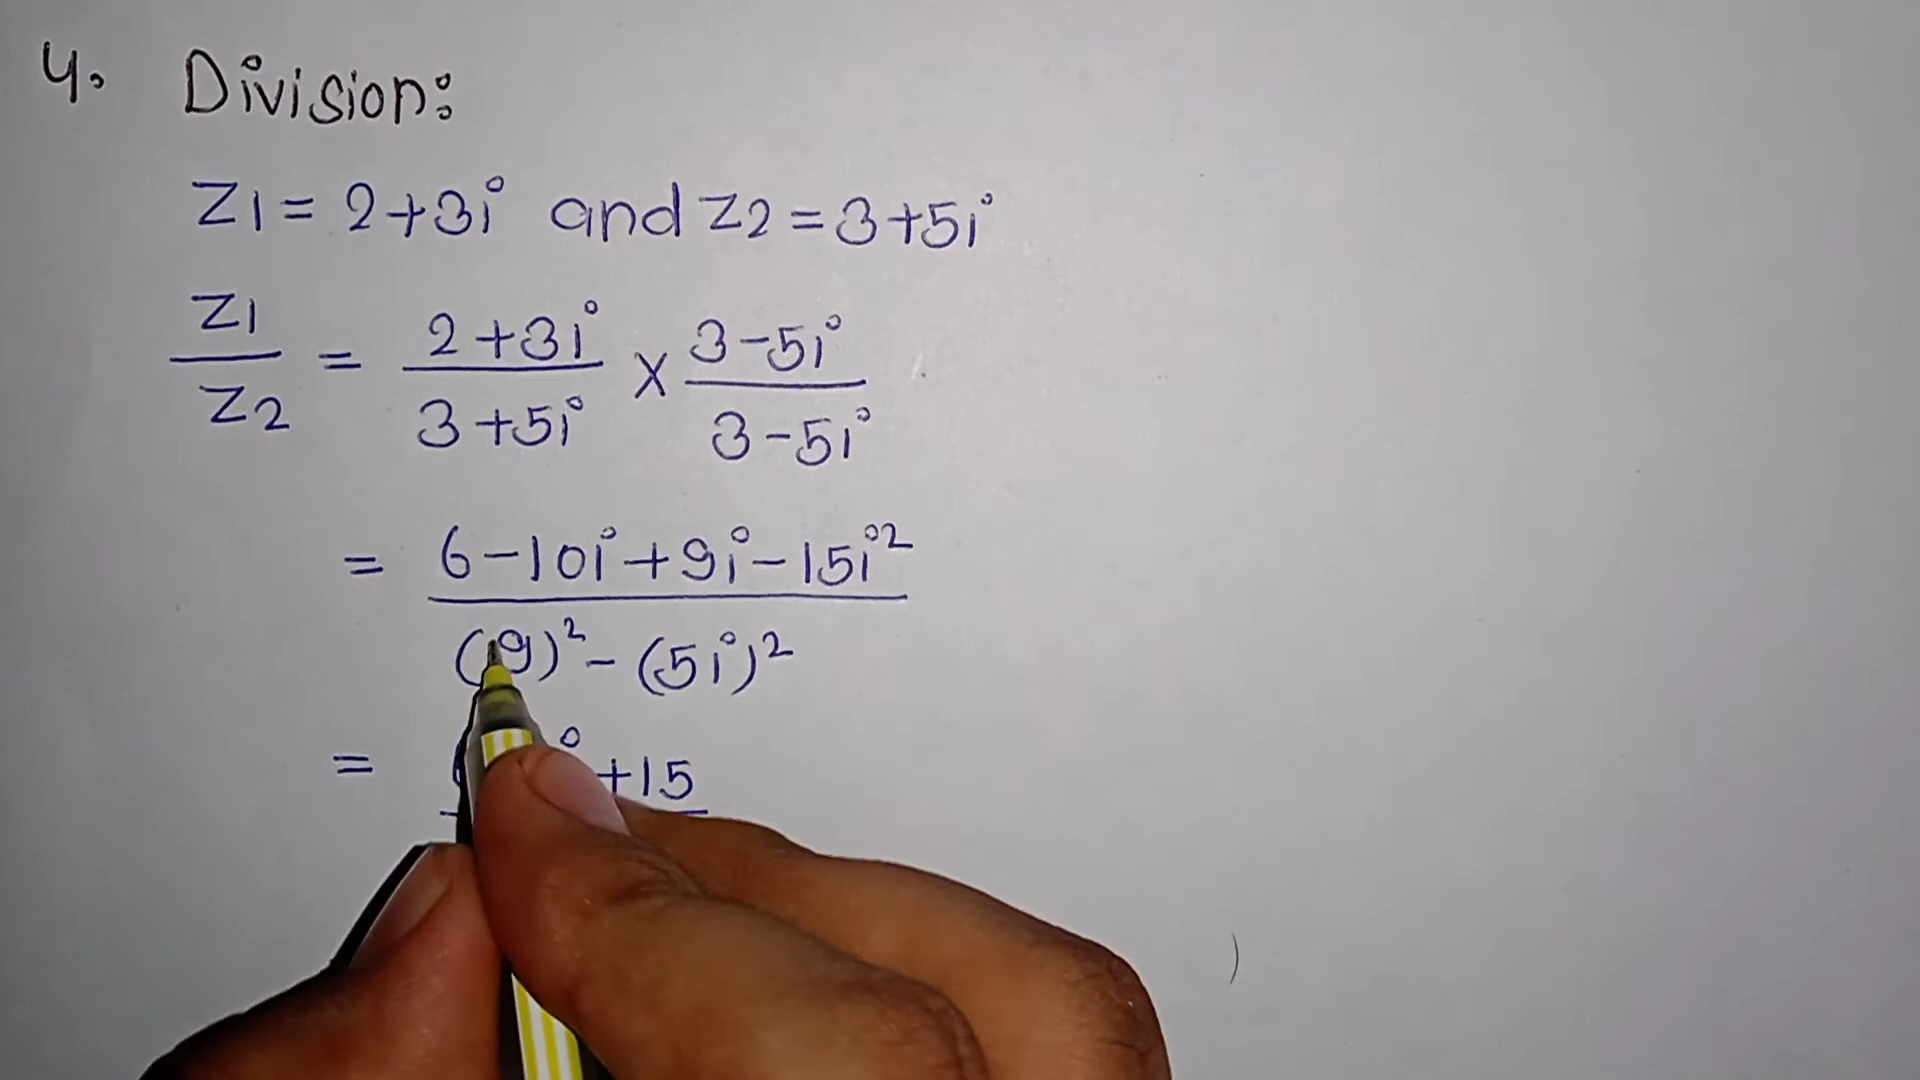 4. Division:
Z1 = 2+3i and Z2 = 3+5i
Z1/Z2 = (2+3i)/(3+5i) × (3-5i)/(3-5i)
= (6-10i+9i-15i²)/((9)²-(5i)²)
= i +15